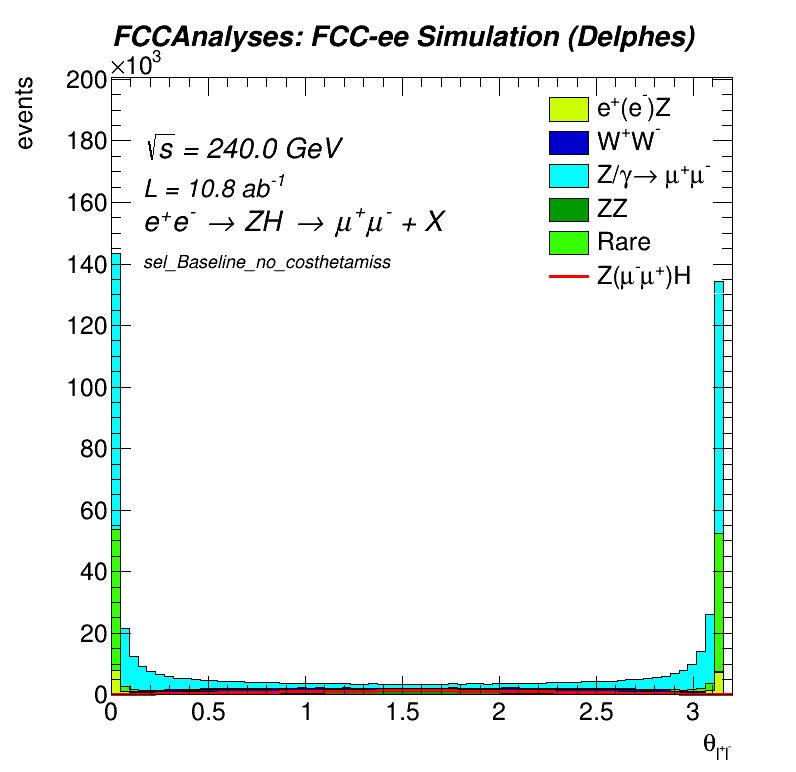 FCCAnalyses: FCC-ee Simulation (Delphes)
×10³
events
√s = 240.0 GeV
L = 10.8 ab⁻¹
e⁺e⁻ → ZH → μ⁺μ⁻ + X
sel_Baseline_no_costhetamiss
e⁺(e⁻)Z
W⁺W⁻
Z/γ→ μ⁺μ⁻
ZZ
Rare
Z(μ⁻μ⁺)H
200
180
160
140
120
100
80
60
40
20
0
0 0.5 1 1.5 2 2.5 3
θ_l⁺l⁻